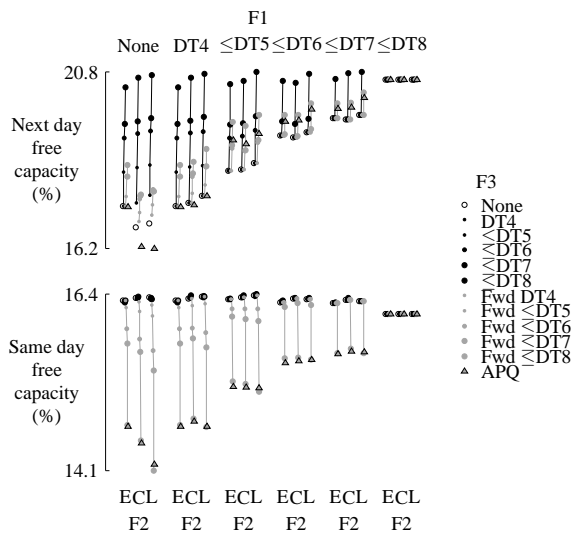 F1
None DT4 ≤DT5 ≤DT6 ≤DT7 ≤DT8
20.8
Next day
free
capacity
(%)
16.2
16.4
Same day
free
capacity
(%)
14.1
ECL ECL ECL ECL ECL ECL
F2 F2 F2 F2 F2 F2
F3
None
DT4
≤DT5
≤DT6
≤DT7
≤DT8
Fwd DT4
Fwd ≤DT5
Fwd ≤DT6
Fwd ≤DT7
Fwd ≤DT8
APQ